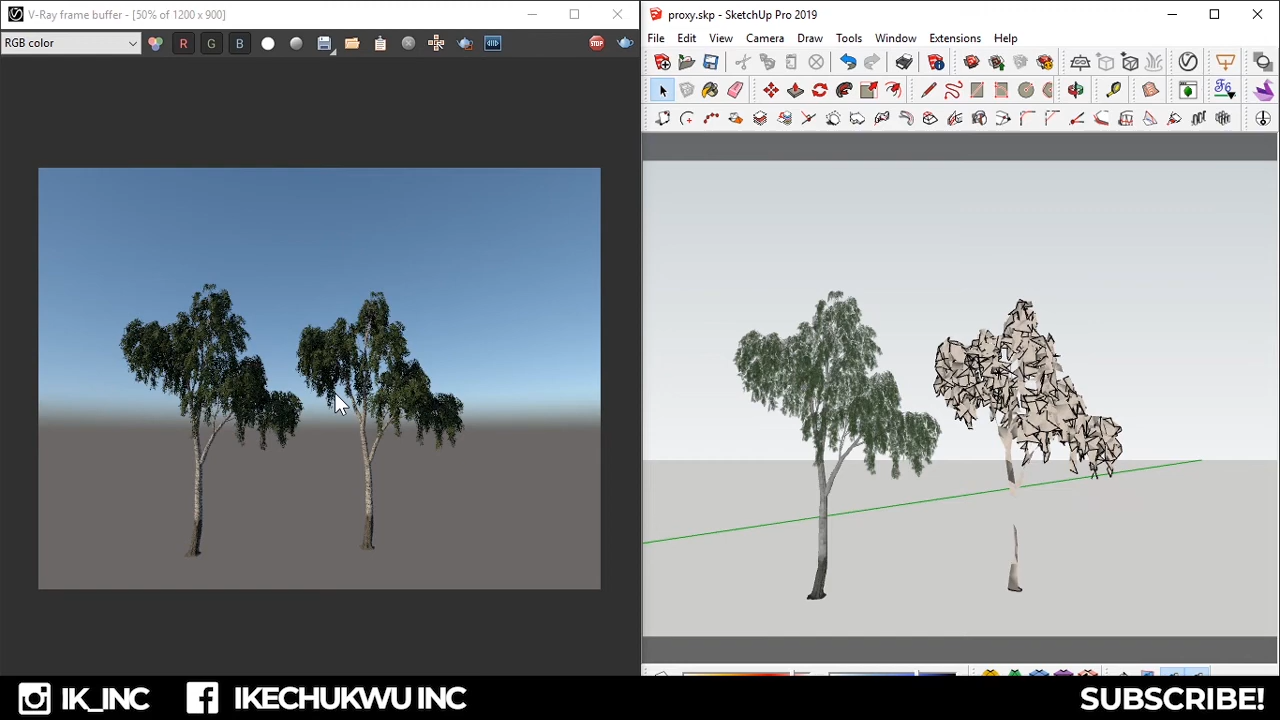 V-Ray frame buffer - [50% of 1200 x 900]
RGB color
R G B
STOP
proxy.skp - SketchUp Pro 2019
File Edit View Camera Draw Tools Window Extensions Help
IK_INC
IKECHUKWU INC
SUBSCRIBE!